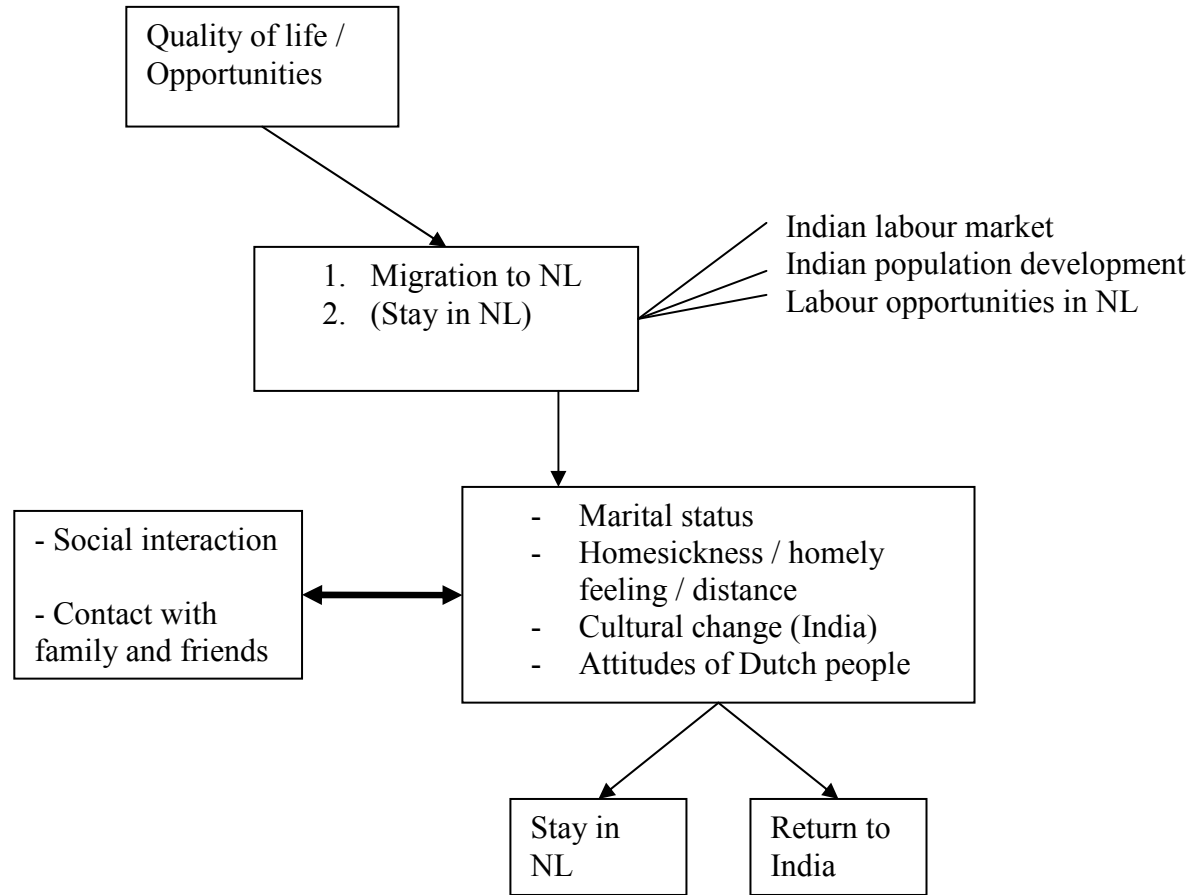 Quality of life /
Opportunities
Indian labour market
Indian population development
Labour opportunities in NL
1. Migration to NL
2. (Stay in NL)
- Social interaction
- Contact with
family and friends
- Marital status
- Homesickness / homely
feeling / distance
- Cultural change (India)
- Attitudes of Dutch people
Stay in
NL
Return to
India